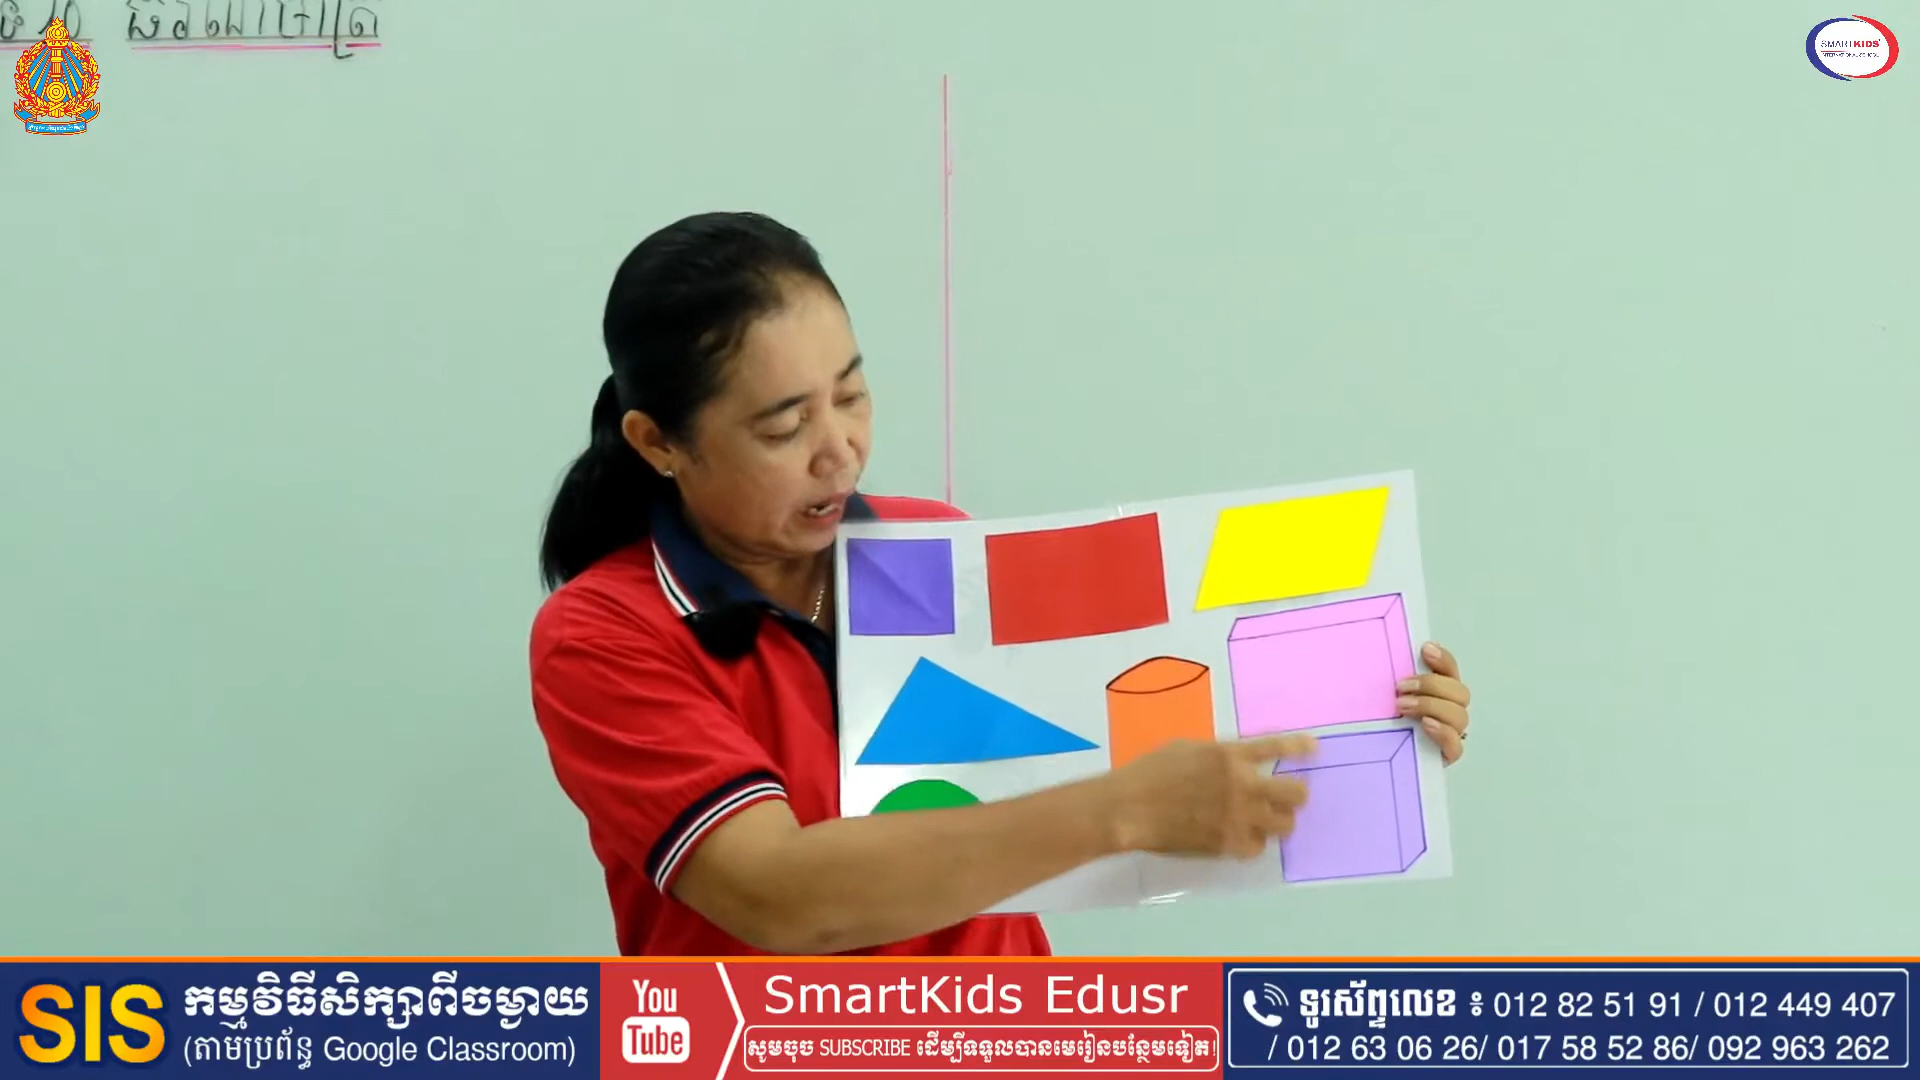 SMARTKIDS
SIS
កម្មវិធីសិក្សាពីចម្ងាយ
(តាមប្រព័ន្ធ Google Classroom)
You
Tube
SmartKids Edusr
សូមចុច SUBSCRIBE ដើម្បីទទួលបានមេរៀនបន្ថែមទៀត!
ទូរស័ព្ទលេខ ៖ 012 82 51 91 / 012 449 407
/ 012 63 06 26/ 017 58 52 86/ 092 963 262